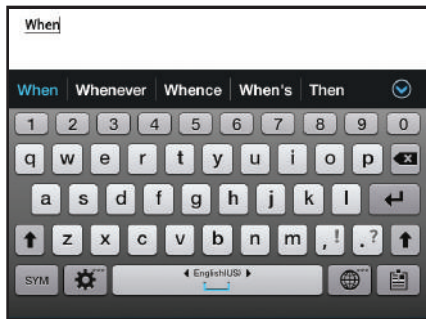 When
When Whenever Whence When's Then
1 2 3 4 5 6 7 8 9 0
q w e r t y u i o p
a s d f g h j k l
z x c v b n m , ! . ?
SYM English(US)